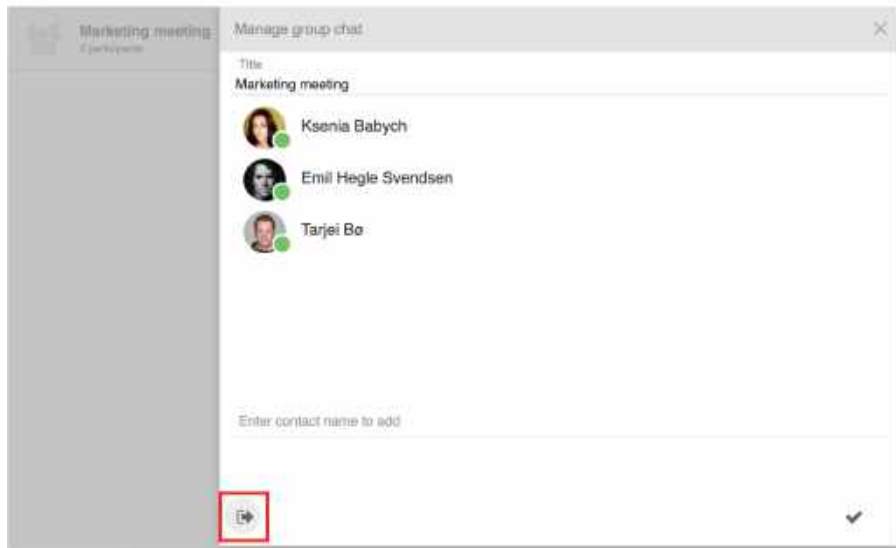 Marketing meeting
participants
Manage group chat
Title
Marketing meeting
Ksenia Babych
Emil Hegle Svendsen
Tarjei Bø
Enter contact name to add